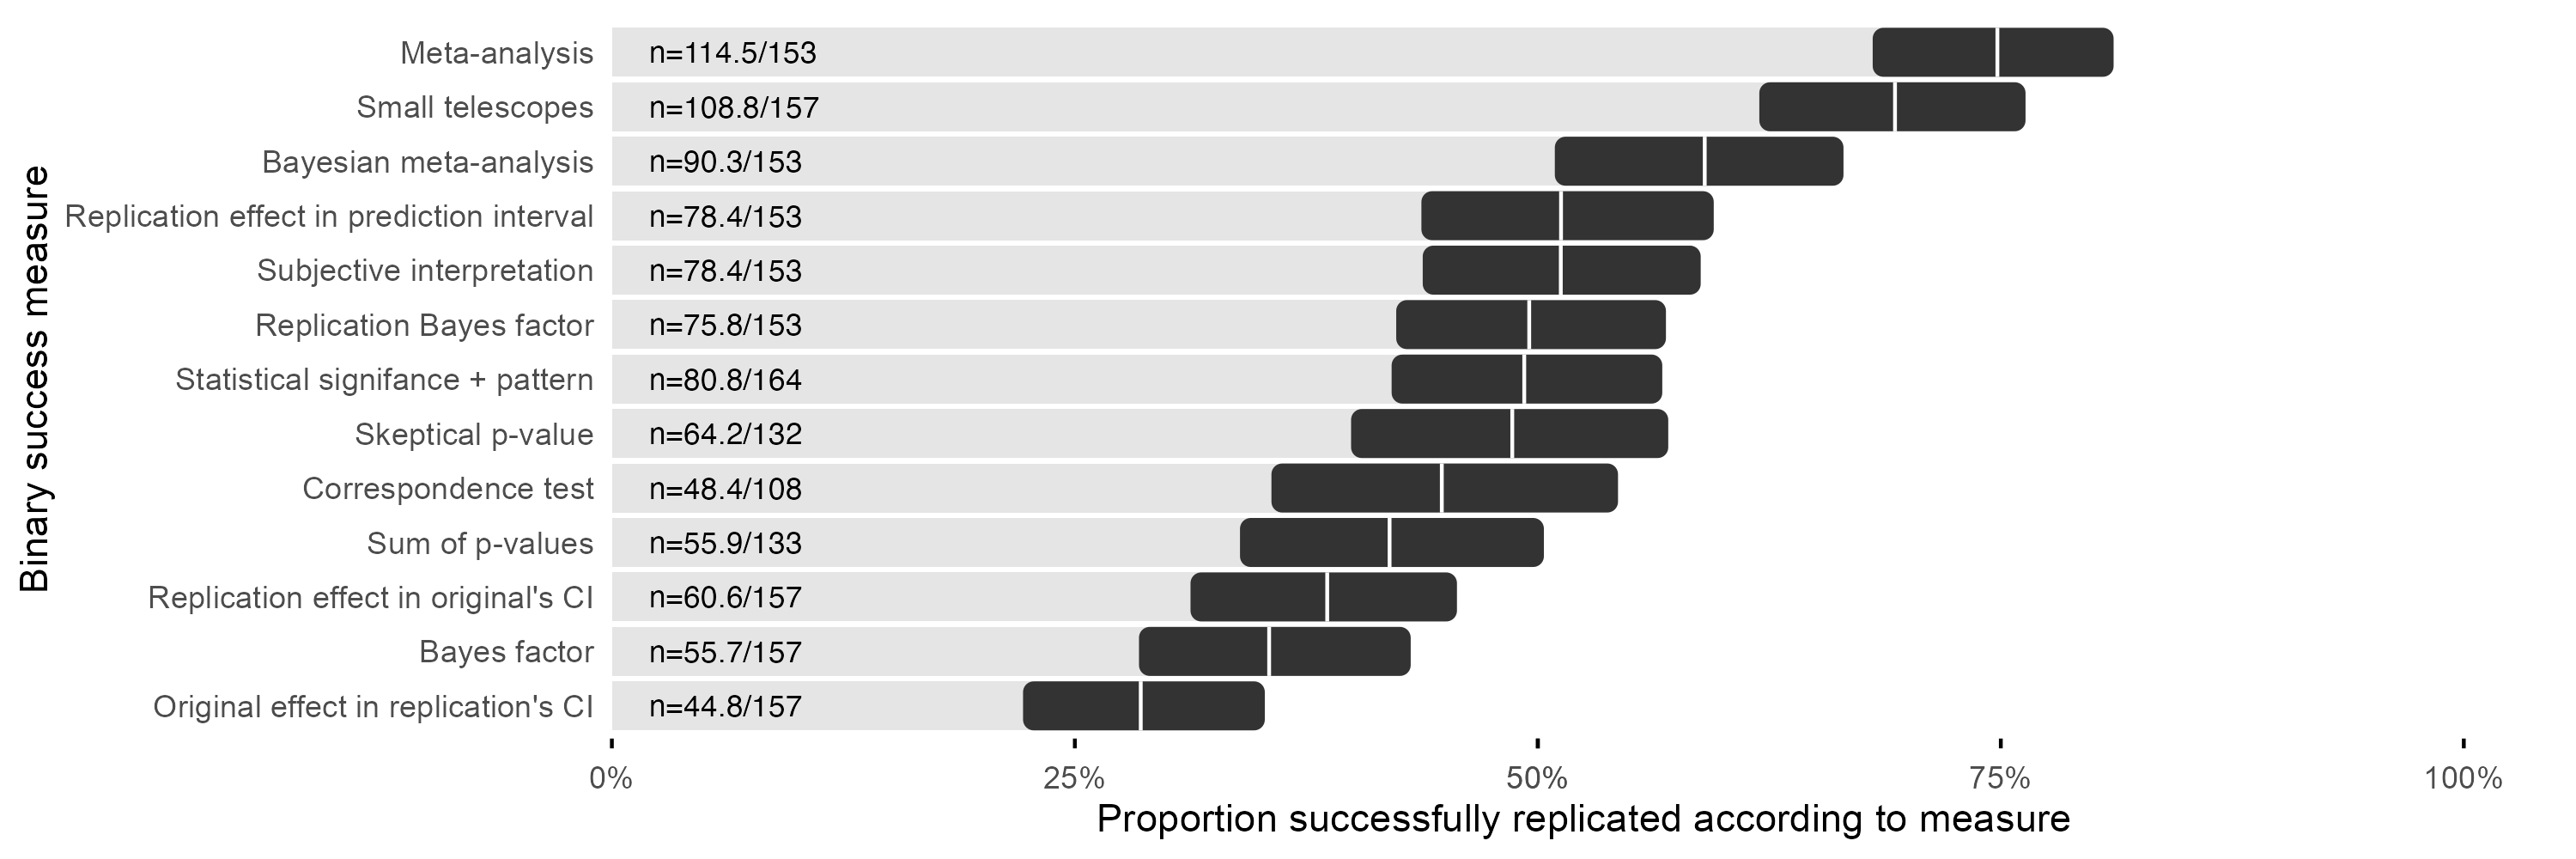 Binary success measure
Meta-analysis n=114.5/153
Small telescopes n=108.8/157
Bayesian meta-analysis n=90.3/153
Replication effect in prediction interval n=78.4/153
Subjective interpretation n=78.4/153
Replication Bayes factor n=75.8/153
Statistical signifance + pattern n=80.8/164
Skeptical p-value n=64.2/132
Correspondence test n=48.4/108
Sum of p-values n=55.9/133
Replication effect in original's CI n=60.6/157
Bayes factor n=55.7/157
Original effect in replication's CI n=44.8/157
0% 25% 50% 75% 100%
Proportion successfully replicated according to measure